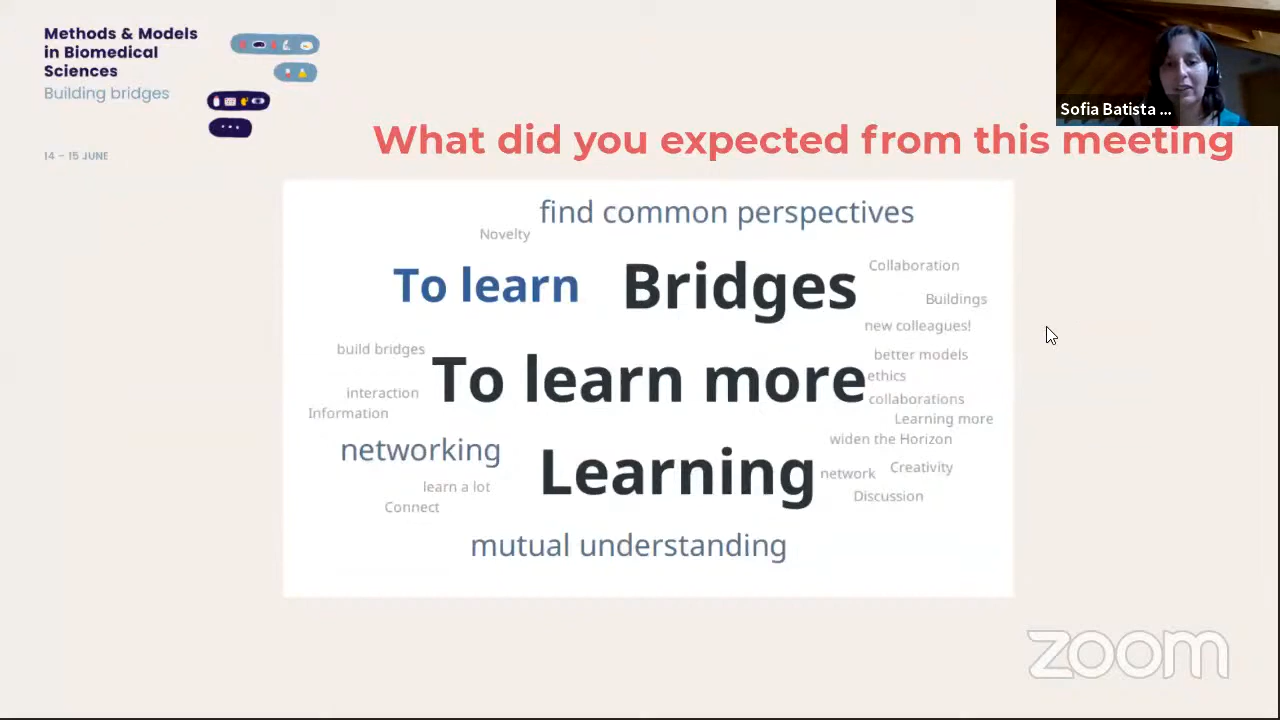 Methods & Models
in Biomedical
Sciences
Building bridges
14 – 15 JUNE
Sofia Batista ...
What did you expected from this meeting
find common perspectives
Novelty
To learn
Bridges
Collaboration
Buildings
new colleagues!
build bridges
To learn more
better models
ethics
interaction
collaborations
Information
Learning more
widen the Horizon
networking
Learning
network
Creativity
learn a lot
Discussion
Connect
mutual understanding
zoom